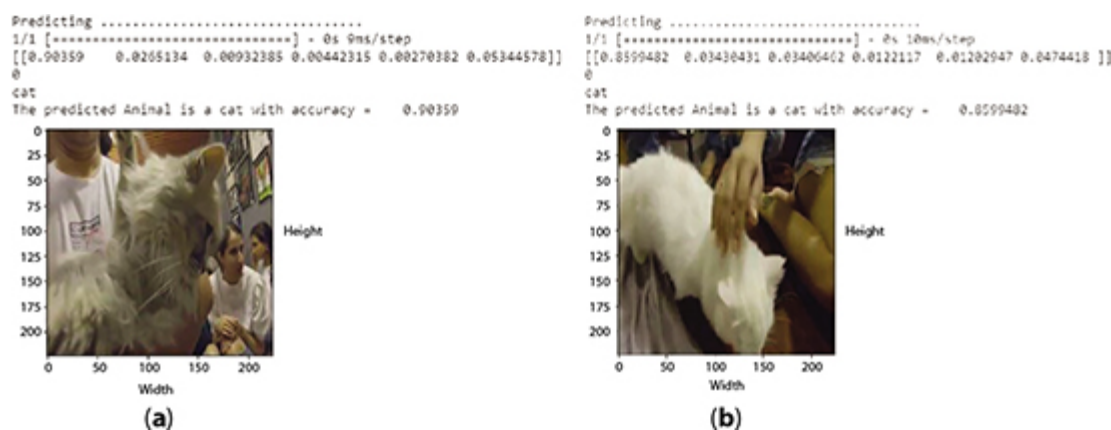 Predicting ................................
1/1 [==============================] - 0s 9ms/step
[[0.90359 0.0265134 0.00932385 0.00442315 0.00270382 0.05344578]]
0
cat
The predicted Animal is a cat with accuracy = 0.90359
0
25
50
75
100
125
150
175
200
Height
0 50 100 150 200
Width
(a)
Predicting ................................
1/1 [==============================] - 0s 10ms/step
[[0.8599482 0.03430431 0.03406462 0.0122117 0.01202947 0.0474418 ]]
0
cat
The predicted Animal is a cat with accuracy = 0.8599482
0
25
50
75
100
125
150
175
200
Height
0 50 100 150 200
Width
(b)